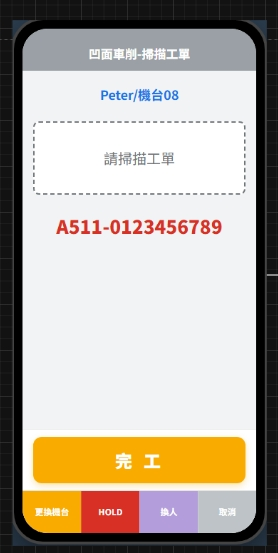 凹面車削-掃描工單
Peter/機台08
請掃描工單
A511-0123456789
完 工
更換機台
HOLD
換人
取消